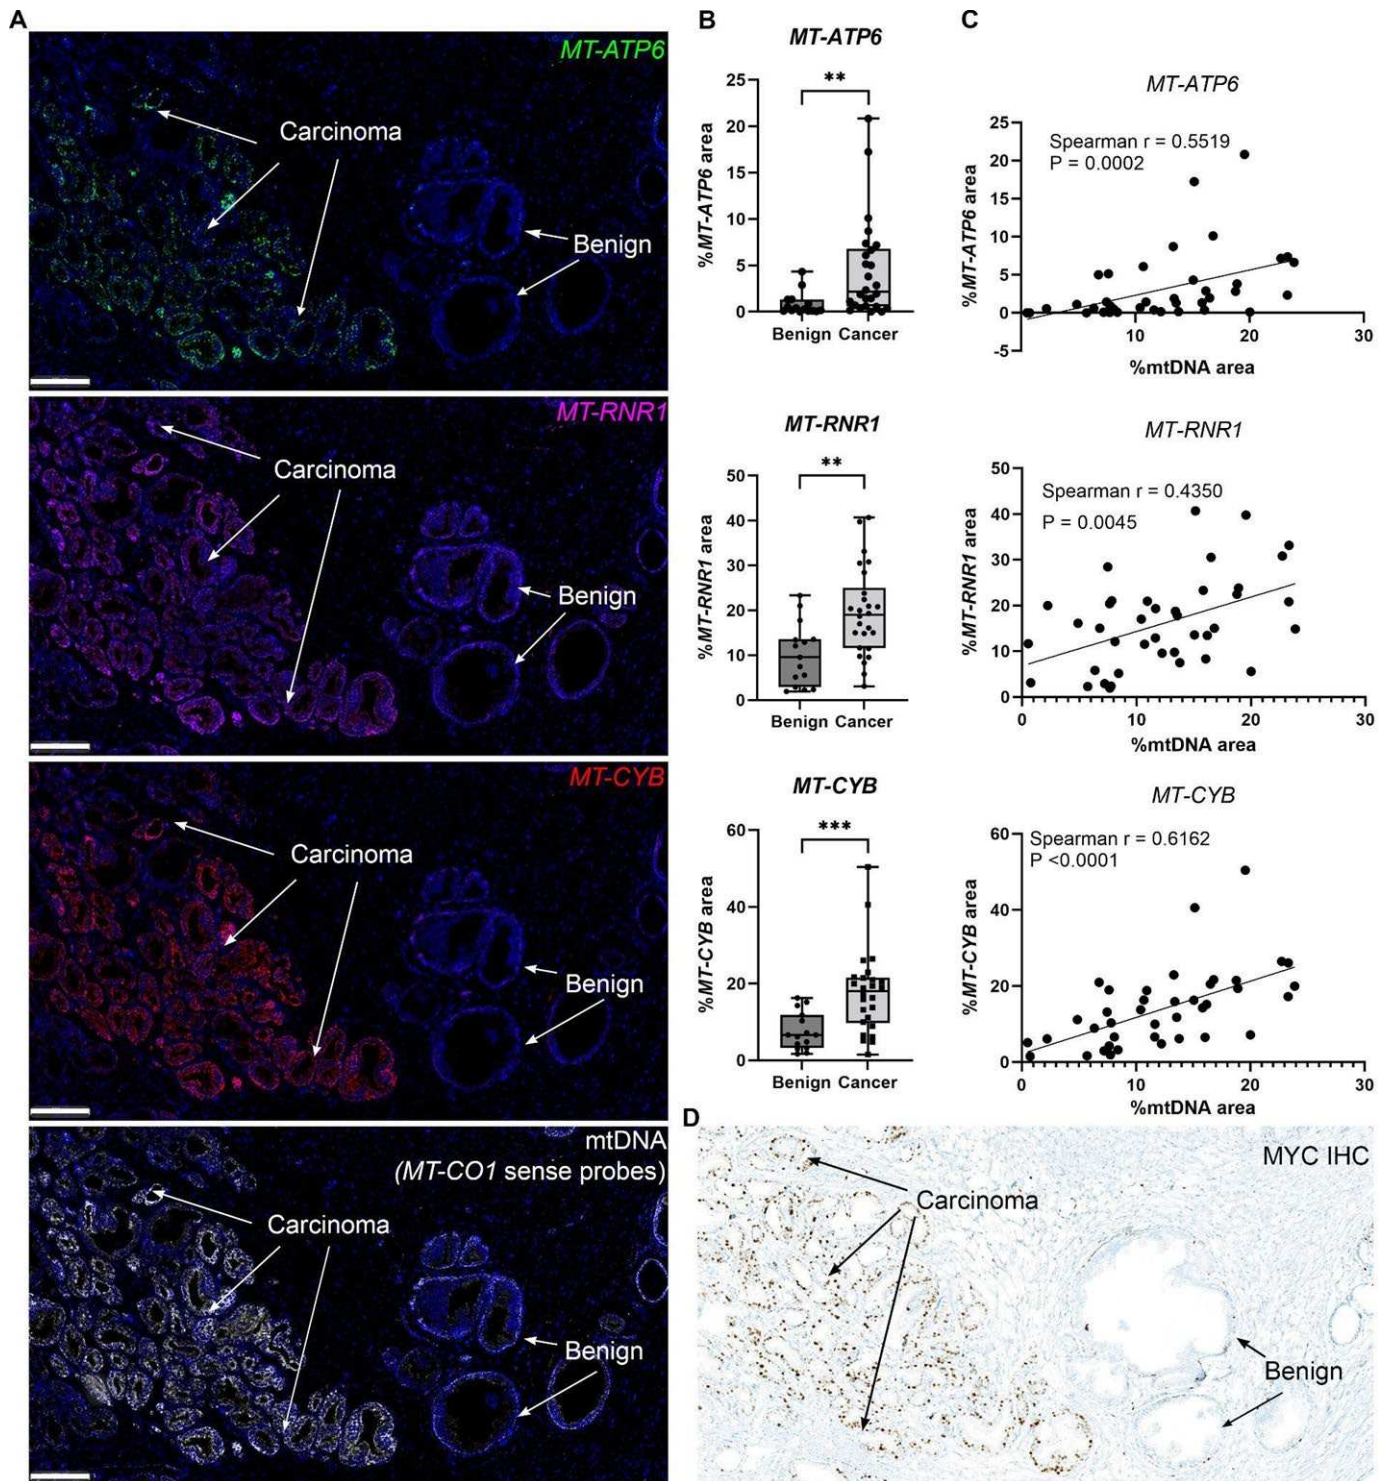 A
MT-ATP6
Carcinoma
Benign
MT-RNR1
Carcinoma
Benign
MT-CYB
Carcinoma
Benign
mtDNA
(MT-CO1 sense probes)
Carcinoma
Benign
B
MT-ATP6
**
25
20
15
10
5
0
%MT-ATP6 area
Benign Cancer
MT-RNR1
**
50
40
30
20
10
0
%MT-RNR1 area
Benign Cancer
MT-CYB
***
60
40
20
0
%MT-CYB area
Benign Cancer
C
MT-ATP6
Spearman r = 0.5519
P = 0.0002
25
20
15
10
5
0
-5
%MT-ATP6 area
10 20 30
%mtDNA area
MT-RNR1
Spearman r = 0.4350
P = 0.0045
50
40
30
20
10
0
%MT-RNR1 area
0 10 20 30
%mtDNA area
MT-CYB
Spearman r = 0.6162
P <0.0001
60
40
20
0
%MT-CYB area
0 10 20 30
%mtDNA area
D
MYC IHC
Carcinoma
Benign